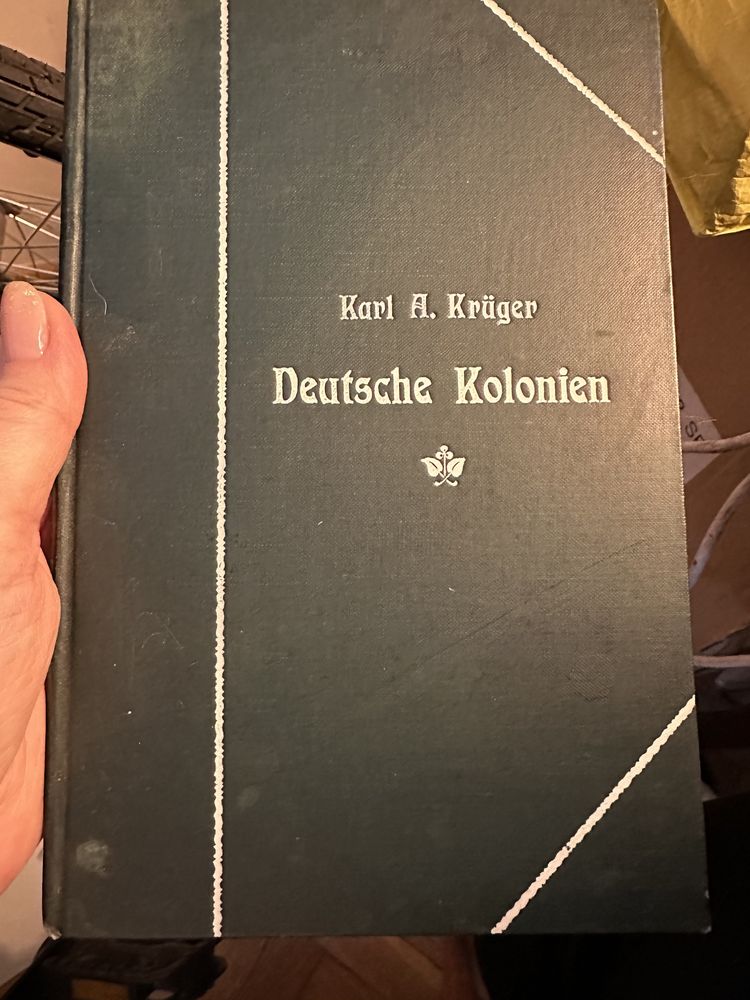 Karl A. Krüger
Deutsche Kolonien